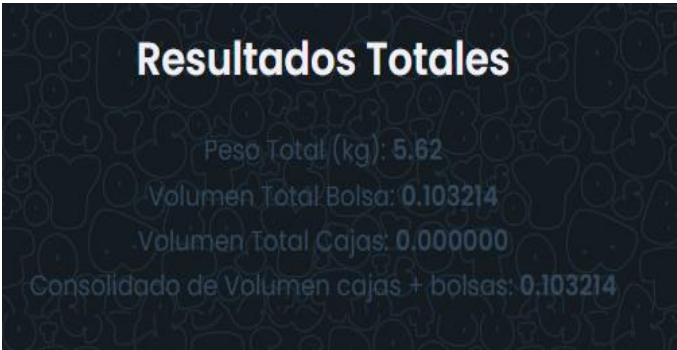 Resultados Totales
Peso Total (kg): 5.62
Volumen Total Bolsa: 0.103214
Volumen Total Cajas: 0.000000
Consolidado de Volumen cajas + bolsas: 0.103214